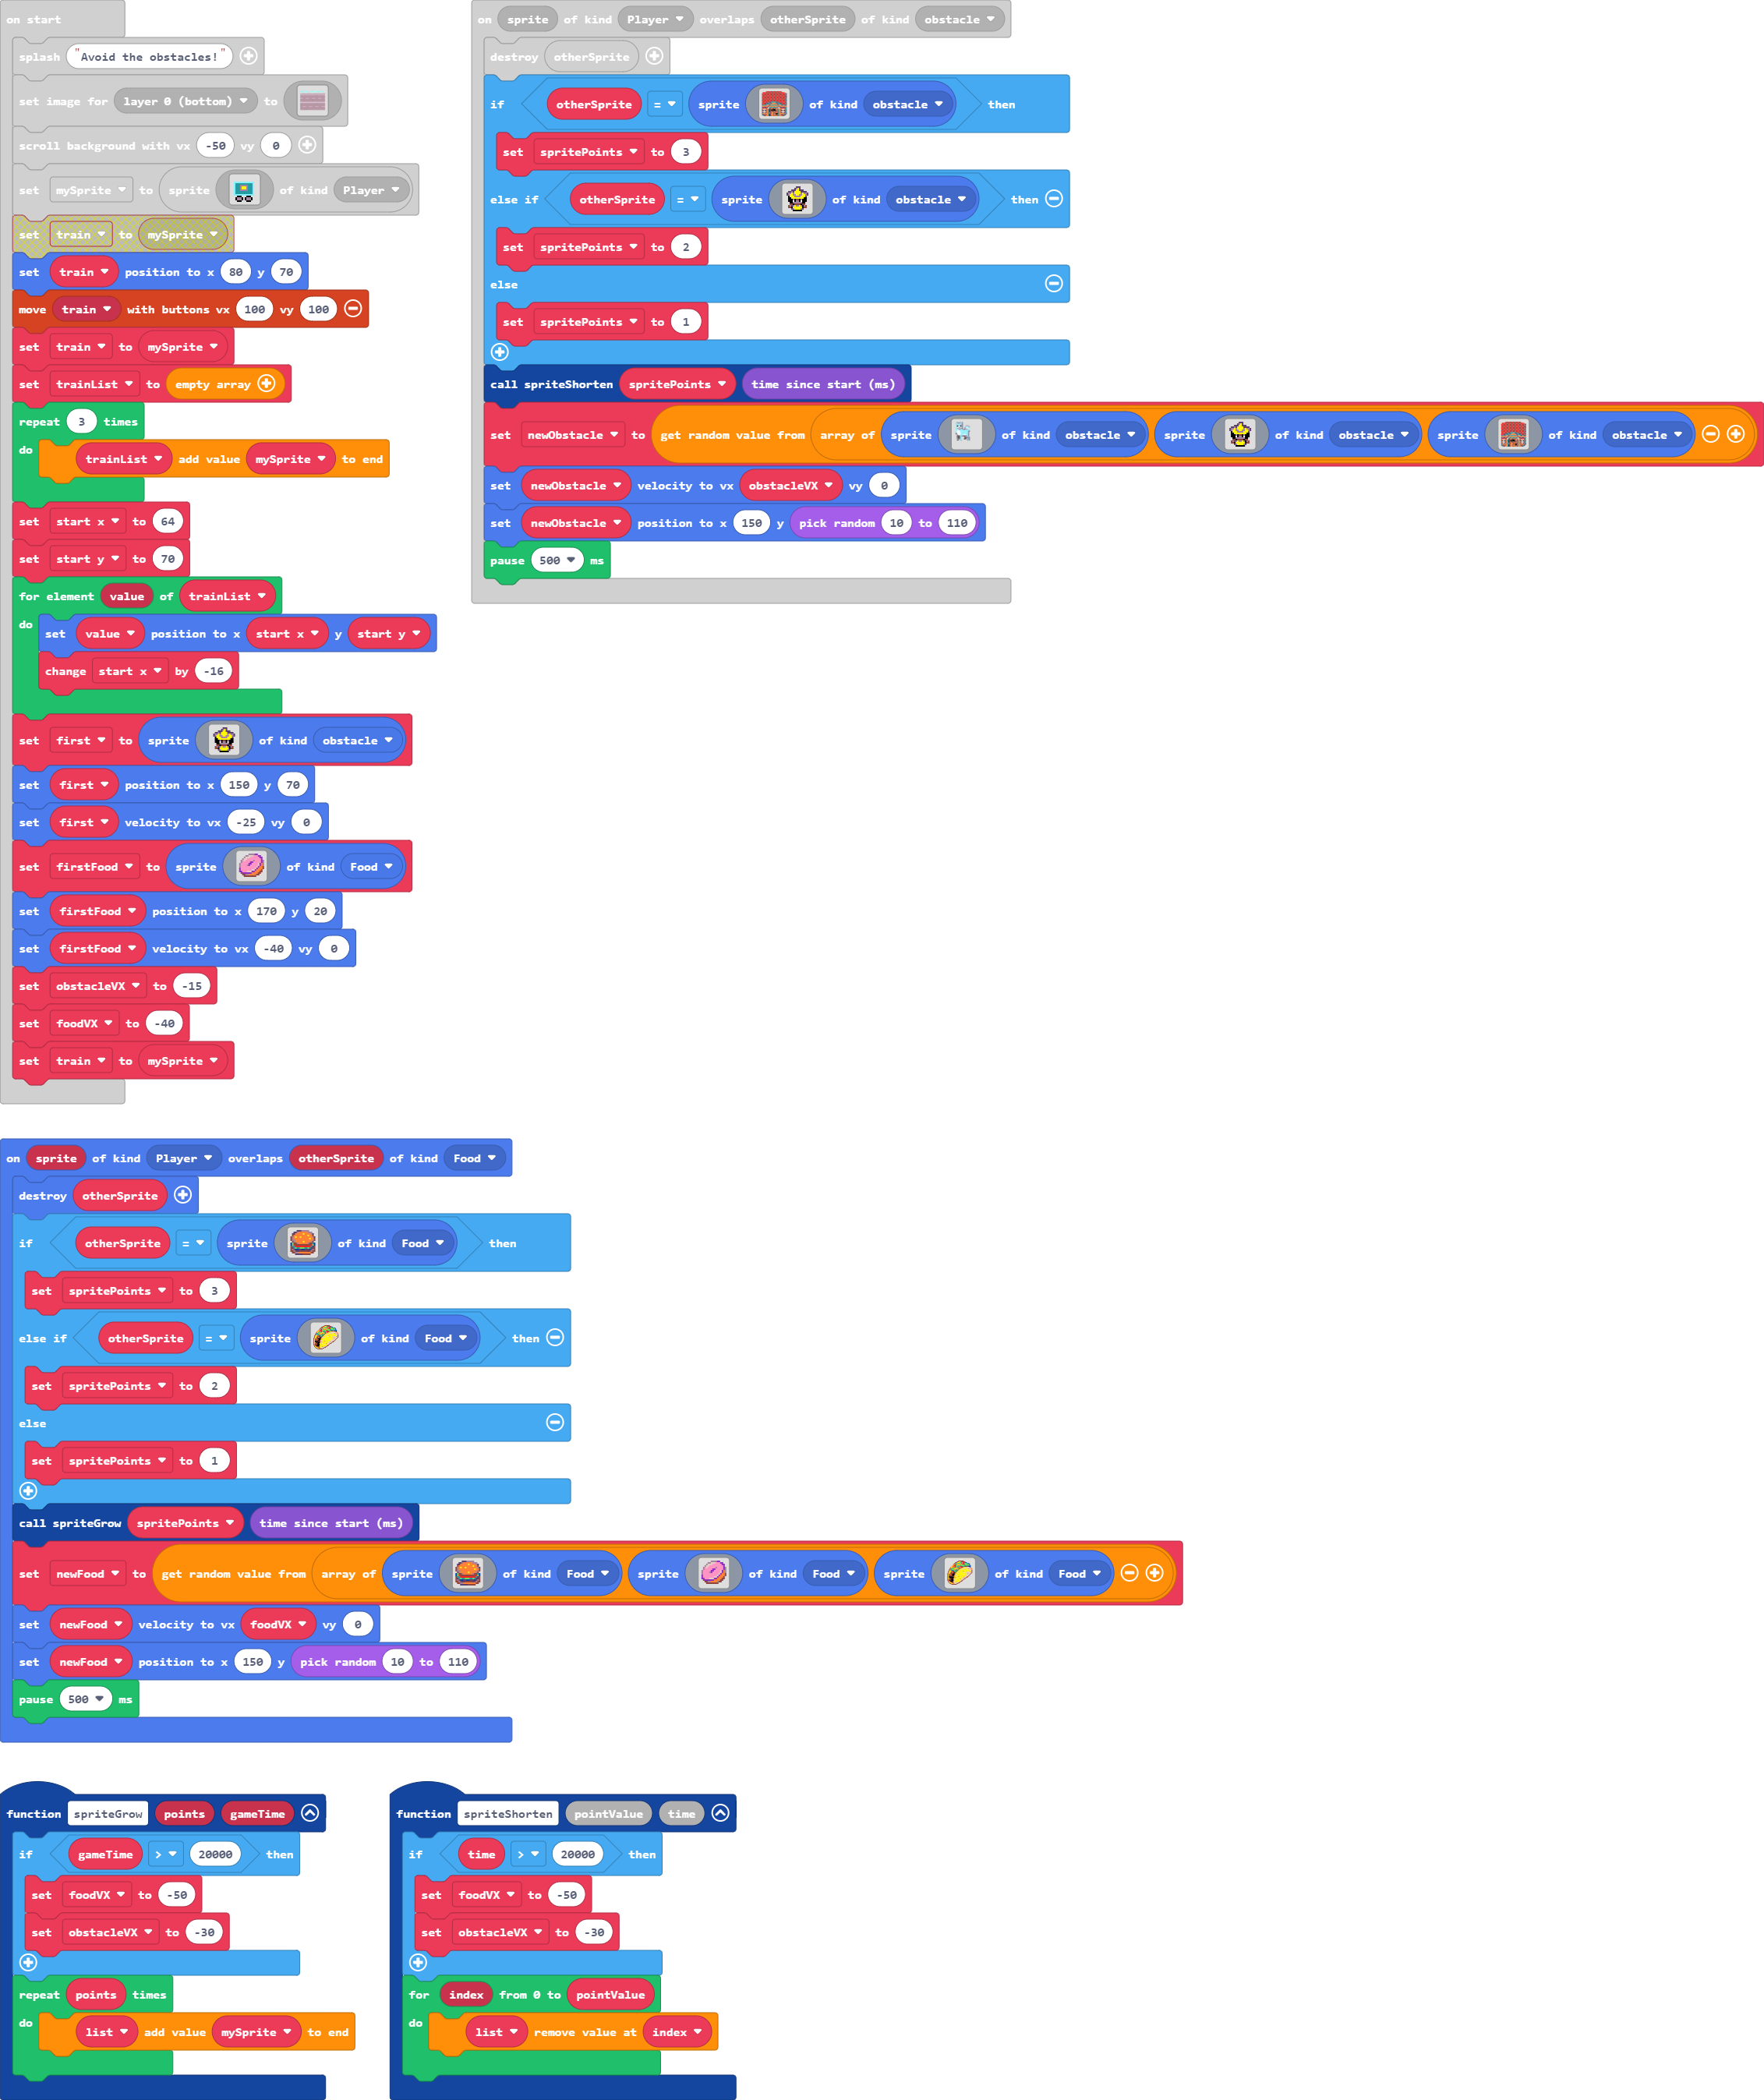 on start
splash "Avoid the obstacles!"
set image for layer 0 (bottom) to
scroll background with vx -50 vy 0
set mySprite to sprite of kind Player
set train to mySprite
set train position to x 80 y 70
move train with buttons vx 100 vy 100
set train to mySprite
set trainList to empty array
repeat 3 times
do trainList add value mySprite to end
set start x to 64
set start y to 70
for element value of trainList
do set value position to x start x y start y
change start x by -16
set first to sprite of kind obstacle
set first position to x 150 y 70
set first velocity to vx -25 vy 0
set firstFood to sprite of kind Food
set firstFood position to x 170 y 20
set firstFood velocity to vx -40 vy 0
set obstacleVX to -15
set foodVX to -40
set train to mySprite
on sprite of kind Player overlaps otherSprite of kind obstacle
destroy otherSprite
if otherSprite = sprite of kind obstacle then
set spritePoints to 3
else if otherSprite = sprite of kind obstacle then
set spritePoints to 2
else
set spritePoints to 1
call spriteShorten spritePoints time since start (ms)
set newObstacle to get random value from array of sprite of kind obstacle sprite of kind obstacle sprite of kind obstacle
set newObstacle velocity to vx obstacleVX vy 0
set newObstacle position to x 150 y pick random 10 to 110
pause 500 ms
on sprite of kind Player overlaps otherSprite of kind Food
destroy otherSprite
if otherSprite = sprite of kind Food then
set spritePoints to 3
else if otherSprite = sprite of kind Food then
set spritePoints to 2
else
set spritePoints to 1
call spriteGrow spritePoints time since start (ms)
set newFood to get random value from array of sprite of kind Food sprite of kind Food sprite of kind Food
set newFood velocity to vx foodVX vy 0
set newFood position to x 150 y pick random 10 to 110
pause 500 ms
function spriteGrow points gameTime
if gameTime > 20000 then
set foodVX to -50
set obstacleVX to -30
repeat points times
do list add value mySprite to end
function spriteShorten pointValue time
if time > 20000 then
set foodVX to -50
set obstacleVX to -30
for index from 0 to pointValue
do list remove value at index